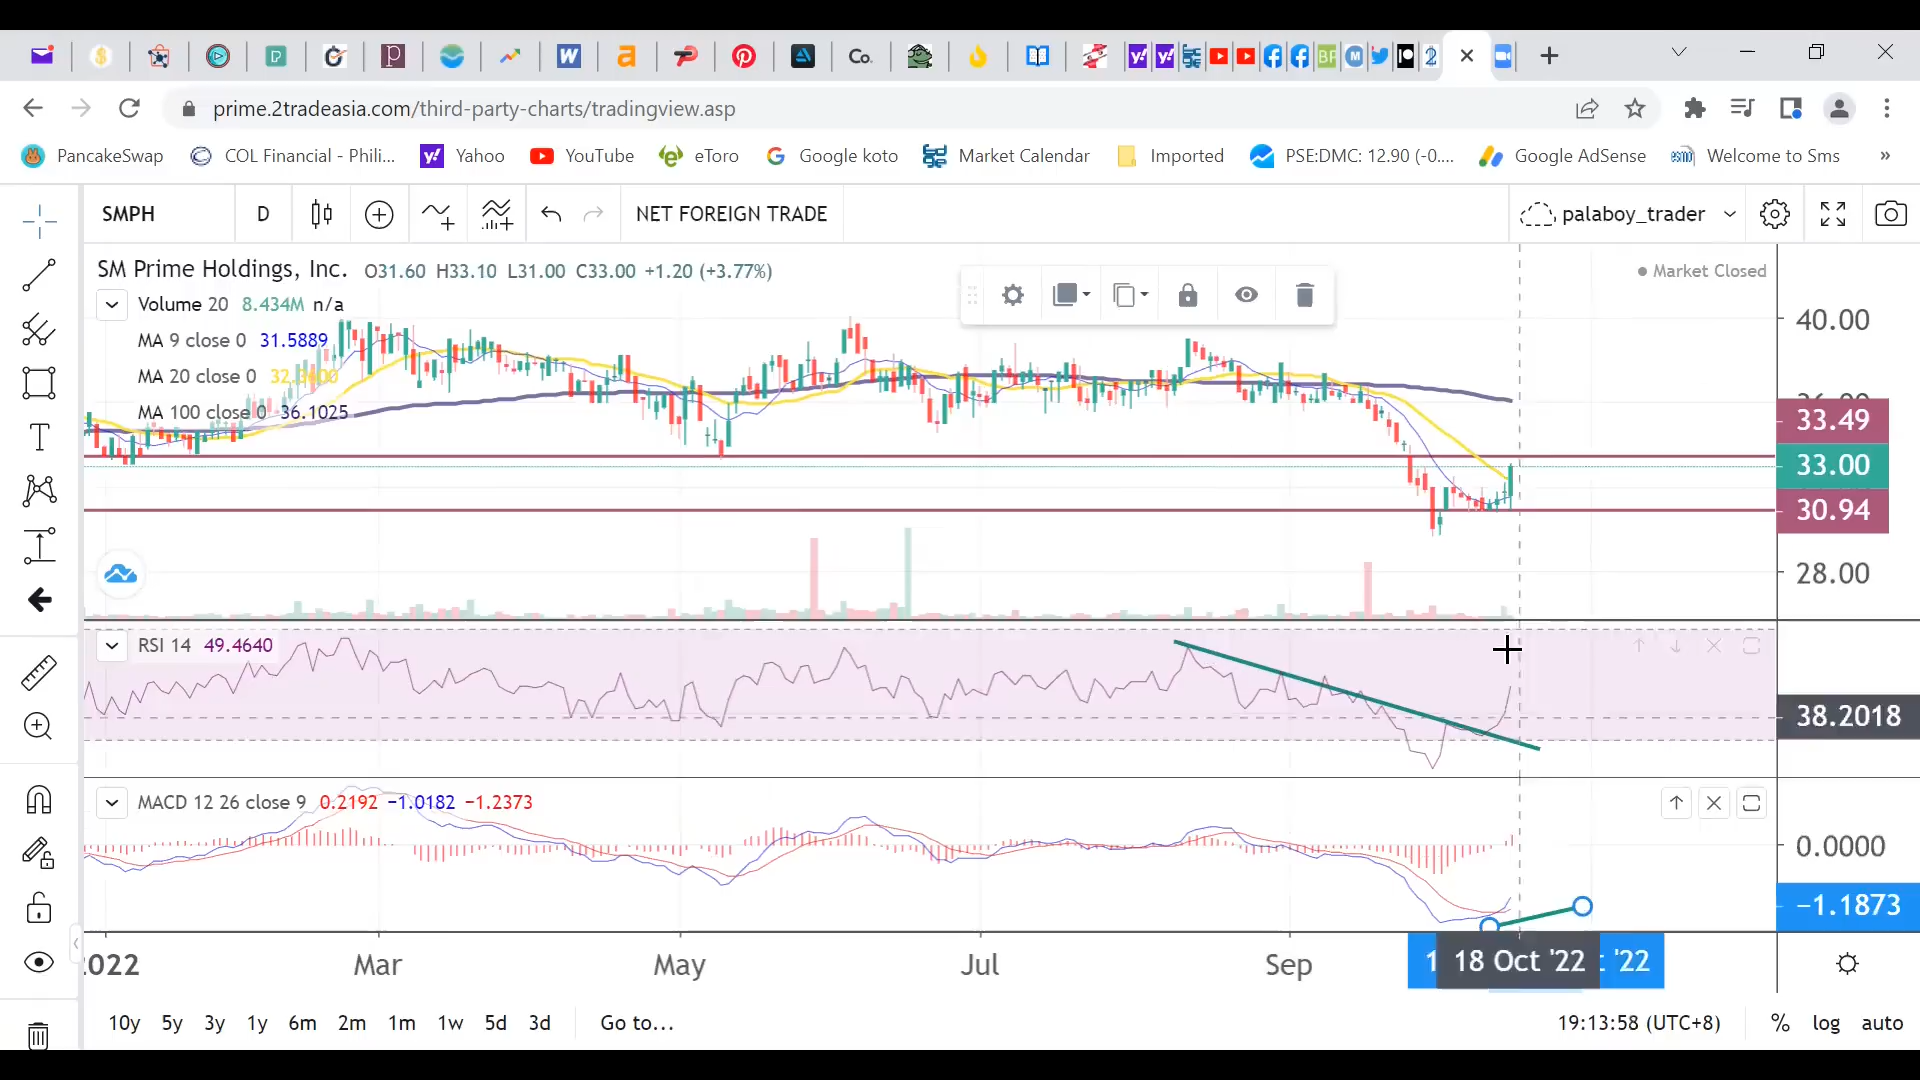 prime.2tradeasia.com/third-party-charts/tradingview.asp
PancakeSwap COL Financial - Phili... Yahoo YouTube eToro Google koto Market Calendar Imported PSE:DMC: 12.90 (-0.... Google AdSense Welcome to Sms »
SMPH D NET FOREIGN TRADE palaboy_trader
SM Prime Holdings, Inc. O31.60 H33.10 L31.00 C33.00 +1.20 (+3.77%) Market Closed
Volume 20 8.434M n/a
40.00
MA 9 close 0 31.5889
MA 20 close 0
MA 100 close 0 36.1025
33.49
33.00
30.94
28.00
RSI 14 49.4640
38.2018
MACD 12 26 close 9 0.2192 −1.0182 −1.2373
0.0000
−1.1873
2022 Mar May Jul Sep 18 Oct '22 '22
10y 5y 3y 1y 6m 2m 1m 1w 5d 3d Go to... 19:13:58 (UTC+8) % log auto